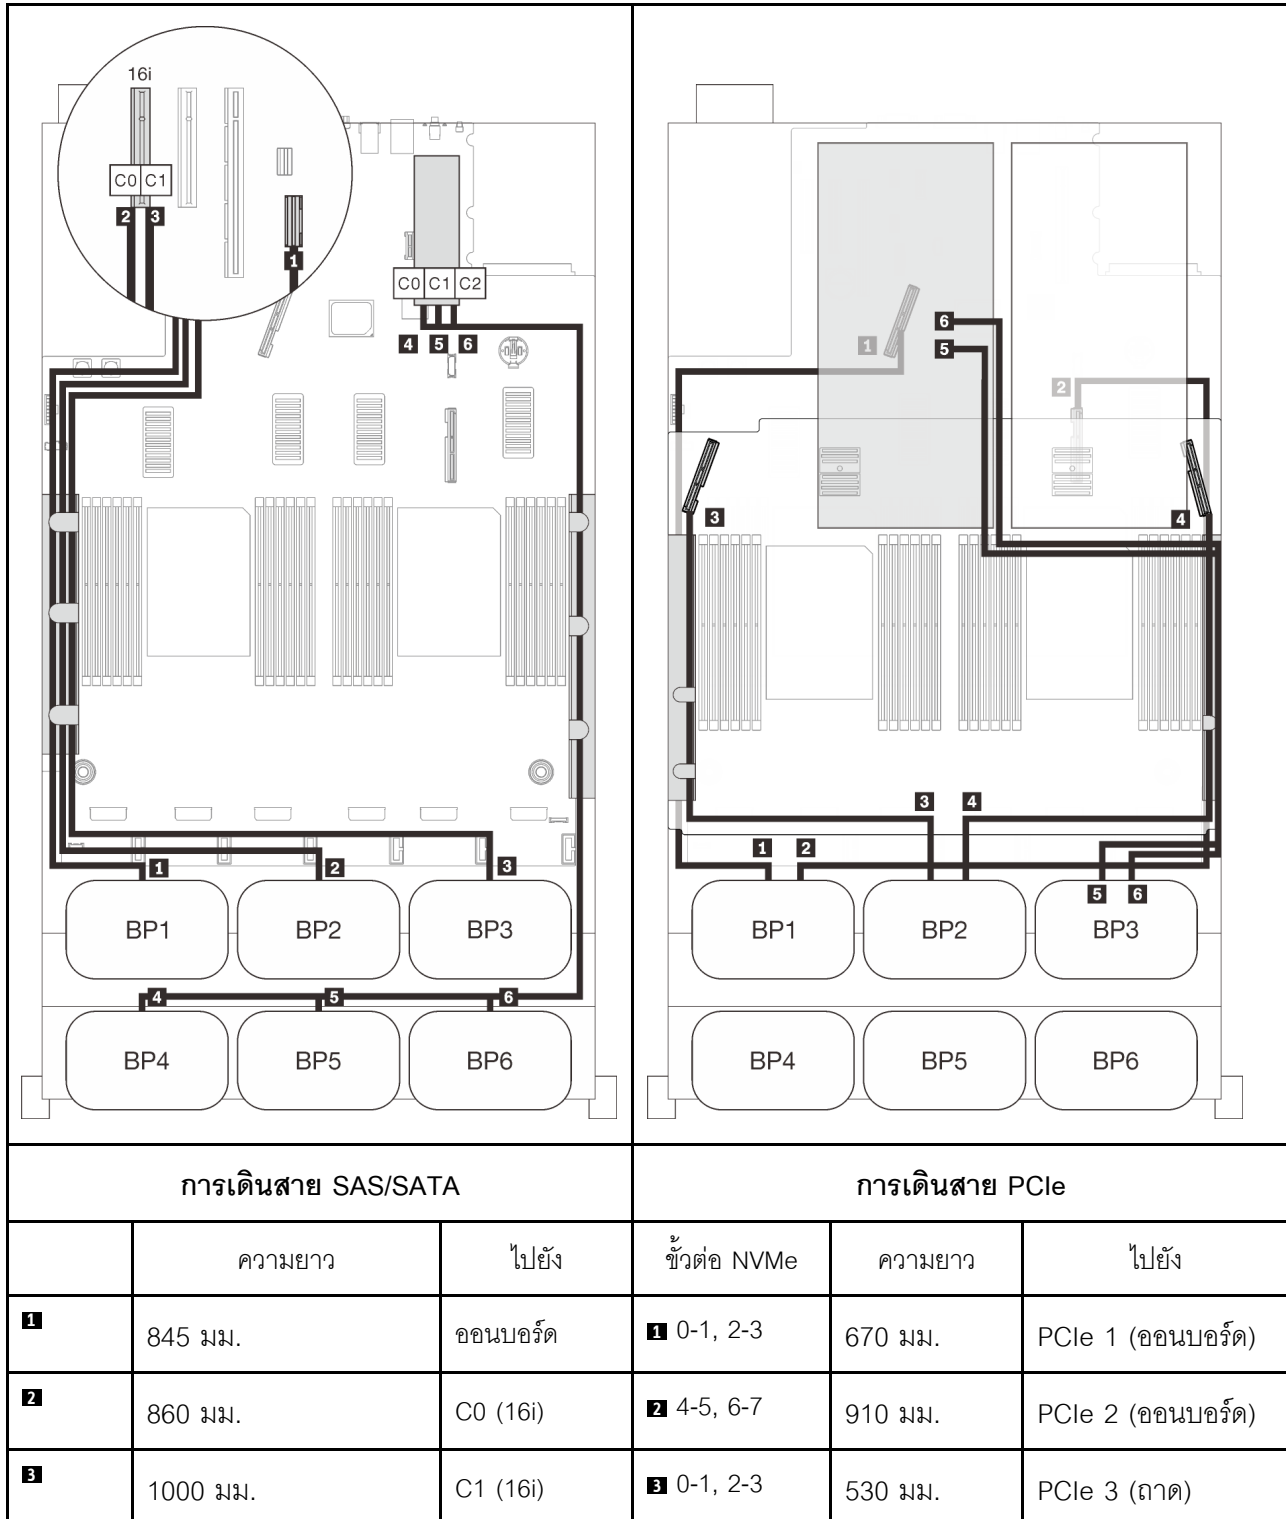 16i
C0 C1
2 3
1
C0 C1 C2
4 5 6
1 2 3
BP1 BP2 BP3
4 5 6
BP4 BP5 BP6
6
1 5
2
3 4
3 4
1 2
5 6
BP1 BP2 BP3
BP4 BP5 BP6
การเดินสาย SAS/SATA
การเดินสาย PCIe
ความยาว ไปยัง ขั้วต่อ NVMe ความยาว ไปยัง
1 845 มม. ออนบอร์ด 1 0-1, 2-3 670 มม. PCIe 1 (ออนบอร์ด)
2 860 มม. C0 (16i) 2 4-5, 6-7 910 มม. PCIe 2 (ออนบอร์ด)
3 1000 มม. C1 (16i) 3 0-1, 2-3 530 มม. PCIe 3 (ถาด)